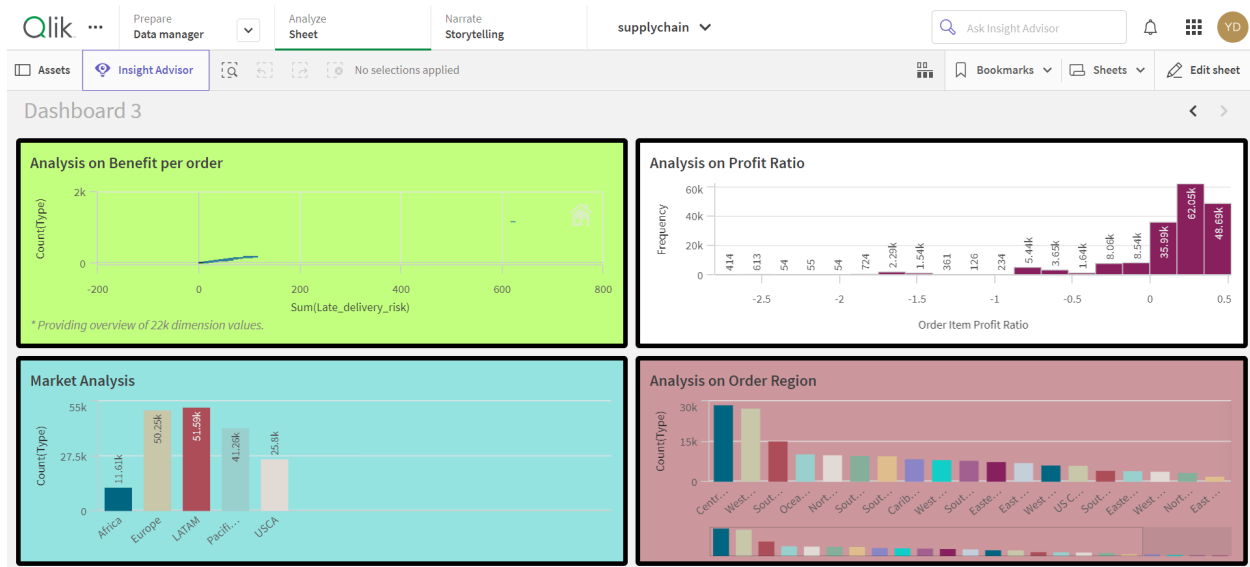 Qlik
Prepare
Data manager
Analyze
Sheet
Narrate
Storytelling
supplychain
Ask Insight Advisor
YD
Assets
Insight Advisor
No selections applied
Bookmarks
Sheets
Edit sheet
Dashboard 3
Analysis on Benefit per order
Count(Type)
2k
0
-200 0 200 400 600 800
Sum(Late_delivery_risk)
* Providing overview of 22k dimension values.
Analysis on Profit Ratio
Frequency
60k
40k
20k
0
414 613 54 55 54 724 2.29k 1.54k 361 126 234 5.44k 3.65k 1.64k 8.06k 8.54k 35.99k 62.05k 48.69k
-2.5 -2 -1.5 -1 -0.5 0 0.5
Order Item Profit Ratio
Market Analysis
Count(Type)
55k
27.5k
0
11.61k 50.25k 51.59k 41.26k 25.8k
Africa Europe LATAM Pacifi... USCA
Analysis on Order Region
Count(Type)
30k
15k
0
Centr... West... Sout... Ocea... Nort... Sout... Sout... Carib... West ... Sout... Easte... East ... West ... US C... Sout... Easte... West ... Nort... East ...